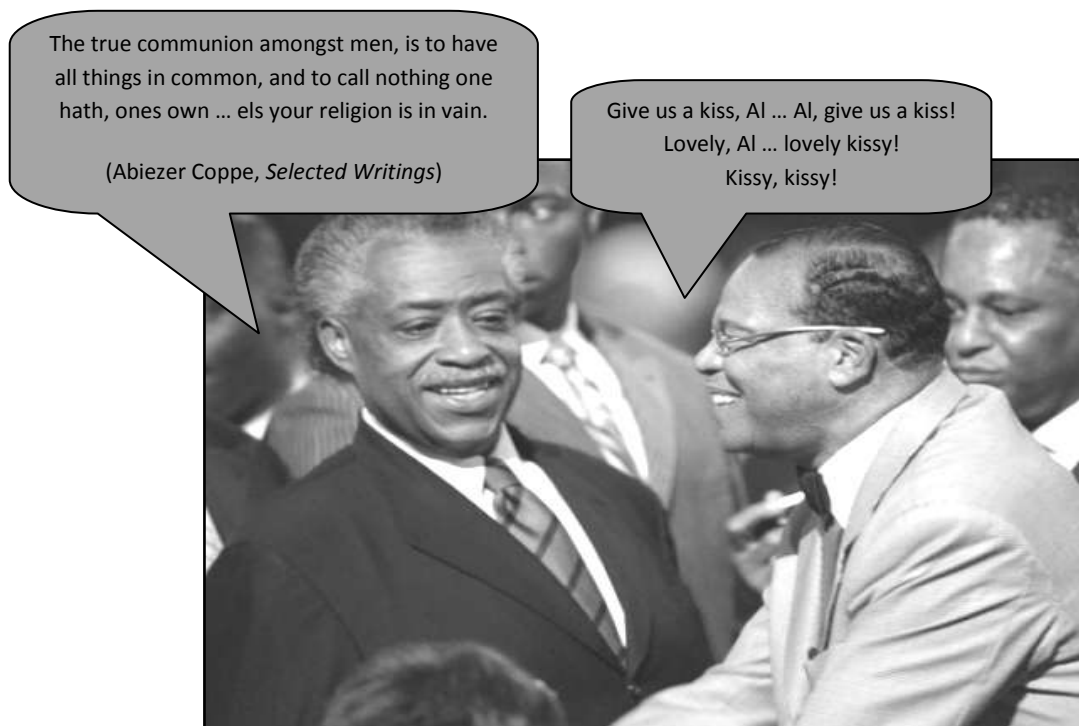 The true communion amongst men, is to have
all things in common, and to call nothing one
hath, ones own … els your religion is in vain.
(Abiezer Coppe, Selected Writings)
Give us a kiss, Al … Al, give us a kiss!
Lovely, Al … lovely kissy!
Kissy, kissy!